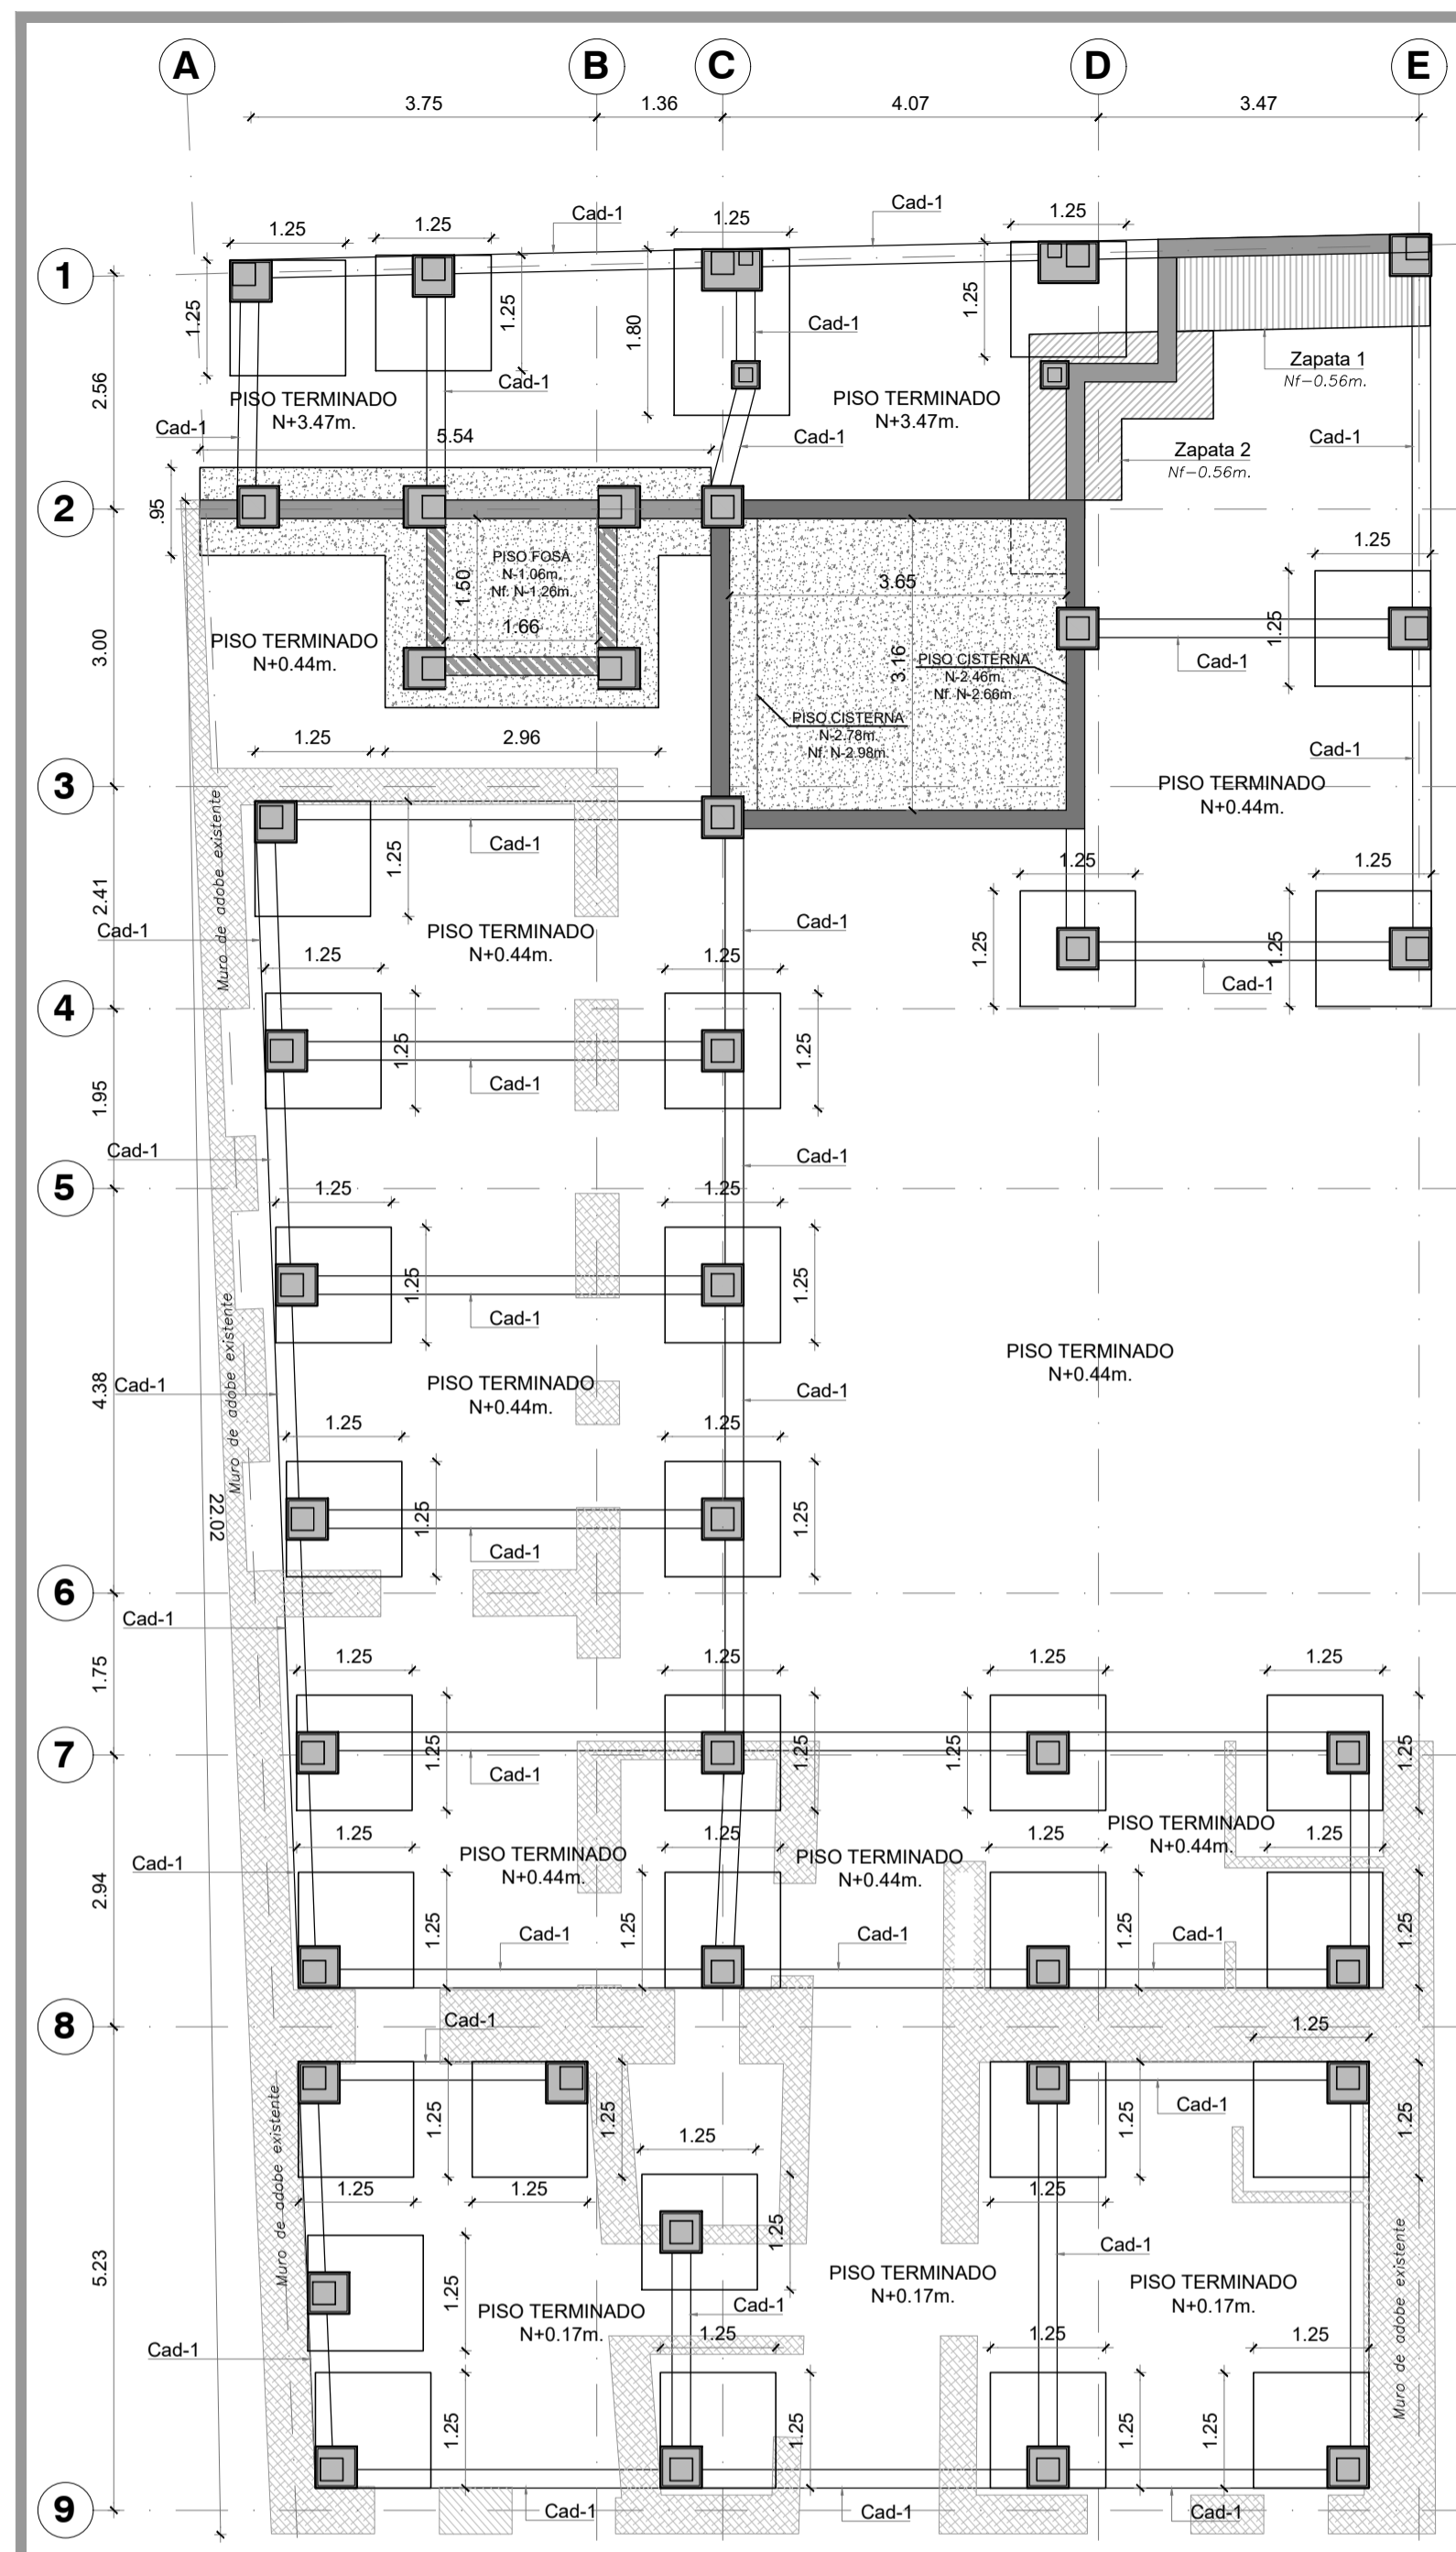 A
B
C
D
E
3.75
1.36
4.07
3.47
Cad-1
Cad-1
1.25
1.25
1.25
1.25
1
1.25
1.25
1.80
1.25
Cad-1
Zapata 1
Nf-0.56m.
2.56
Cad-1
PISO TERMINADO
N+3.47m.
PISO TERMINADO
N+3.47m.
Cad-1
5.54
Cad-1
Cad-1
Zapata 2
Nf-0.56m.
2
.95
1.25
PISO FOSA
N-1.06m.
Nf. N-1.26m.
1.50
3.65
1.66
1.25
3.00
PISO TERMINADO
N+0.44m.
3.16
PISO CISTERNA
N-2.46m.
Nf. N-2.66m.
Cad-1
PISO CISTERNA
N-2.78m.
Nf. N-2.98m.
1.25
2.96
Cad-1
3
PISO TERMINADO
N+0.44m.
Muro de adobe existente
Cad-1
1.25
1.25
1.25
2.41
Cad-1
PISO TERMINADO
N+0.44m.
Cad-1
1.25
1.25
1.25
1.25
Cad-1
4
1.25
1.25
Cad-1
1.95
Cad-1
Cad-1
5
1.25
1.25
1.25
1.25
Cad-1
PISO TERMINADO
N+0.44m.
4.38
Cad-1
Muro de adobe existente
PISO TERMINADO
N+0.44m.
Cad-1
1.25
1.25
22.02
1.25
1.25
Cad-1
6
Cad-1
1.75
1.25
1.25
1.25
1.25
7
1.25
1.25
1.25
1.25
Cad-1
1.25
1.25
1.25
1.25
PISO TERMINADO
N+0.44m.
PISO TERMINADO
N+0.44m.
PISO TERMINADO
N+0.44m.
Cad-1
2.94
1.25
1.25
1.25
1.25
Cad-1
Cad-1
Cad-1
8
Cad-1
1.25
1.25
1.25
1.25
1.25
Cad-1
1.25
1.25
1.25
1.25
Muro de adobe existente
1.25
5.23
Cad-1
PISO TERMINADO
N+0.17m.
PISO TERMINADO
N+0.17m.
1.25
PISO TERMINADO
N+0.17m.
Cad-1
Cad-1
1.25
1.25
1.25
Muro de adobe existente
1.25
1.25
1.25
1.25
9
Cad-1
Cad-1
Cad-1